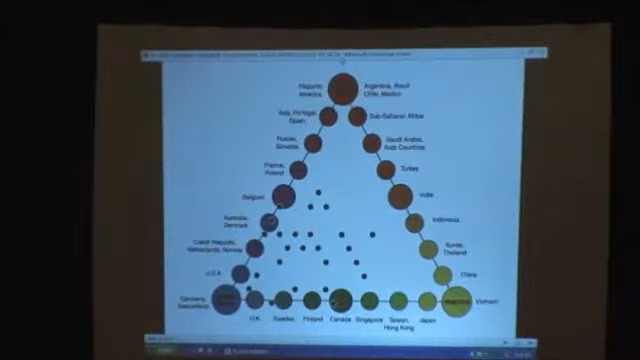 Hispanic
America
Argentina, Brazil
Chile, Mexico
Italy, Portugal,
Spain,
Sub-Saharan Africa
Russia,
Slovakia
Saudi Arabia,
Arab Countries
France,
Poland
Turkey
Belgium
India
Australia,
Denmark
Indonesia
Czech Republic,
Netherlands, Norway
Korea,
Thailand
U.S.A.
China
Germany,
Switzerland
Vietnam
U.K.
Sweden
Finland
Canada
Singapore
Taiwan,
Hong Kong
Japan